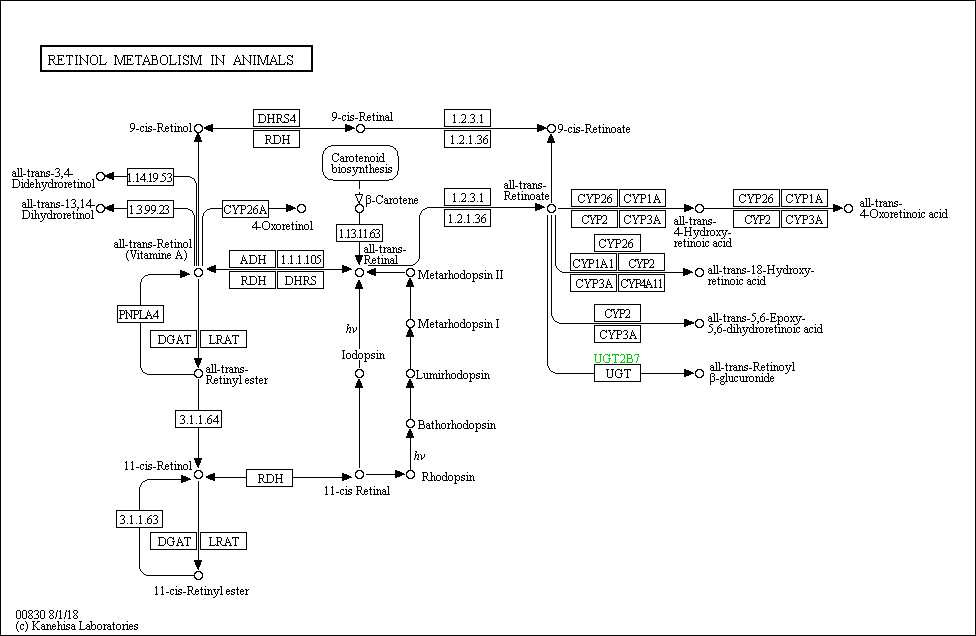 RETINOL METABOLISM IN ANIMALS
9-cis-Retinol
DHRS4
RDH
9-cis-Retinal
1.2.3.1
1.2.1.36
9-cis-Retinoate
Carotenoid
biosynthesis
all-trans-3,4-
Didehydroretinol
1.14.19.53
all-trans-13,14-
Dihydroretinol
1.3.99.23
CYP26A
4-Oxoretinol
β-Carotene
1.13.11.63
all-trans-
Retinal
1.2.3.1
1.2.1.36
all-trans-
Retinoate
CYP26
CYP1A
CYP2
CYP3A
all-trans-
4-Hydroxy-
retinoic acid
CYP26
CYP1A
CYP2
CYP3A
all-trans-
4-Oxoretinoic acid
all-trans-Retinol
(Vitamine A)
ADH
1.1.1.105
RDH
DHRS
Metarhodopsin II
CYP26
CYP1A1
CYP2
CYP3A
CYP4A11
all-trans-18-Hydroxy-
retinoic acid
PNPLA4
DGAT
LRAT
hν
Metarhodopsin I
CYP2
CYP3A
all-trans-5,6-Epoxy-
5,6-dihydroretinoic acid
Iodopsin
all-trans-
Retinyl ester
Lumirhodopsin
UGT2B7
UGT
all-trans-Retinoyl
β-glucuronide
3.1.1.64
Bathorhodopsin
hν
11-cis-Retinol
RDH
11-cis Retinal
Rhodopsin
3.1.1.63
DGAT
LRAT
11-cis-Retinyl ester
00830 8/1/18
(c) Kanehisa Laboratories